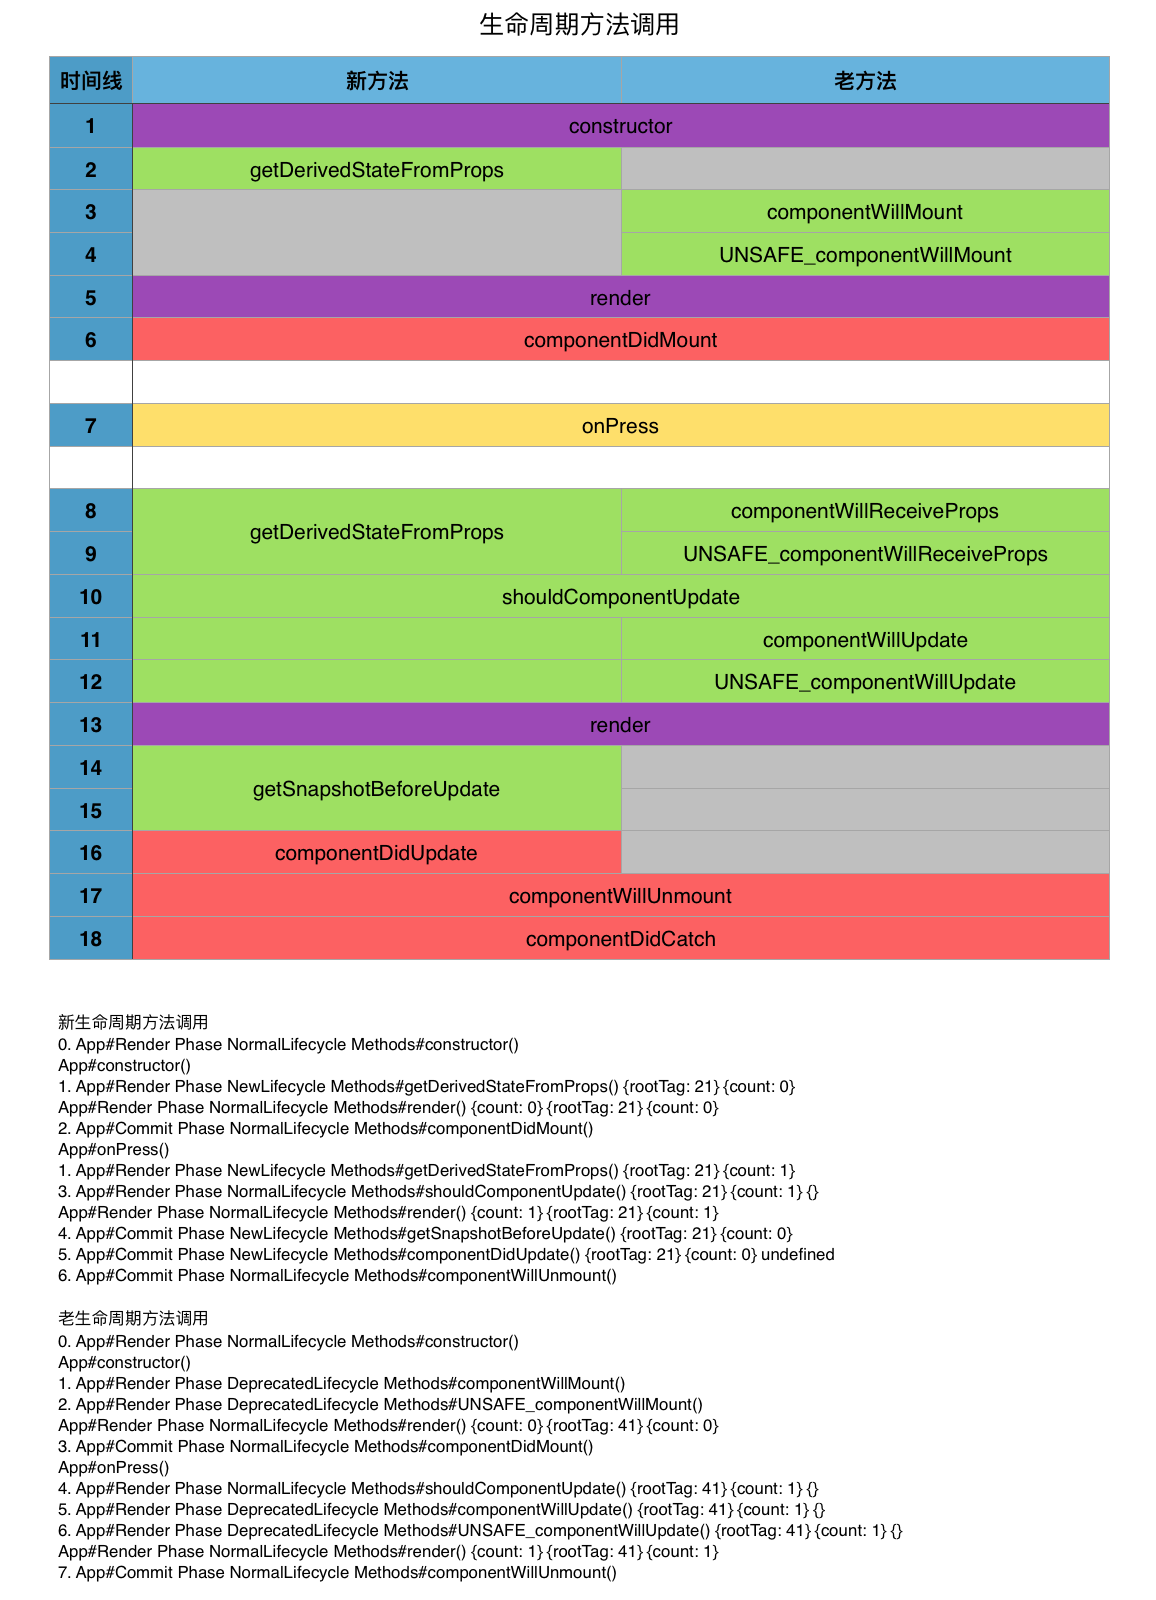 生命周期方法调用
时间线 新方法 老方法
1 constructor
2 getDerivedStateFromProps
3 componentWillMount
4 UNSAFE_componentWillMount
5 render
6 componentDidMount
7 onPress
8 componentWillReceiveProps
getDerivedStateFromProps
9 UNSAFE_componentWillReceiveProps
10 shouldComponentUpdate
11 componentWillUpdate
12 UNSAFE_componentWillUpdate
13 render
14
getSnapshotBeforeUpdate
15
16 componentDidUpdate
17 componentWillUnmount
18 componentDidCatch
新生命周期方法调用
0. App#Render Phase NormalLifecycle Methods#constructor()
App#constructor()
1. App#Render Phase NewLifecycle Methods#getDerivedStateFromProps() {rootTag: 21} {count: 0}
App#Render Phase NormalLifecycle Methods#render() {count: 0} {rootTag: 21} {count: 0}
2. App#Commit Phase NormalLifecycle Methods#componentDidMount()
App#onPress()
1. App#Render Phase NewLifecycle Methods#getDerivedStateFromProps() {rootTag: 21} {count: 1}
3. App#Render Phase NormalLifecycle Methods#shouldComponentUpdate() {rootTag: 21} {count: 1} {}
App#Render Phase NormalLifecycle Methods#render() {count: 1} {rootTag: 21} {count: 1}
4. App#Commit Phase NewLifecycle Methods#getSnapshotBeforeUpdate() {rootTag: 21} {count: 0}
5. App#Commit Phase NewLifecycle Methods#componentDidUpdate() {rootTag: 21} {count: 0} undefined
6. App#Commit Phase NormalLifecycle Methods#componentWillUnmount()
老生命周期方法调用
0. App#Render Phase NormalLifecycle Methods#constructor()
App#constructor()
1. App#Render Phase DeprecatedLifecycle Methods#componentWillMount()
2. App#Render Phase DeprecatedLifecycle Methods#UNSAFE_componentWillMount()
App#Render Phase NormalLifecycle Methods#render() {count: 0} {rootTag: 41} {count: 0}
3. App#Commit Phase NormalLifecycle Methods#componentDidMount()
App#onPress()
4. App#Render Phase NormalLifecycle Methods#shouldComponentUpdate() {rootTag: 41} {count: 1} {}
5. App#Render Phase DeprecatedLifecycle Methods#componentWillUpdate() {rootTag: 41} {count: 1} {}
6. App#Render Phase DeprecatedLifecycle Methods#UNSAFE_componentWillUpdate() {rootTag: 41} {count: 1} {}
App#Render Phase NormalLifecycle Methods#render() {count: 1} {rootTag: 41} {count: 1}
7. App#Commit Phase NormalLifecycle Methods#componentWillUnmount()